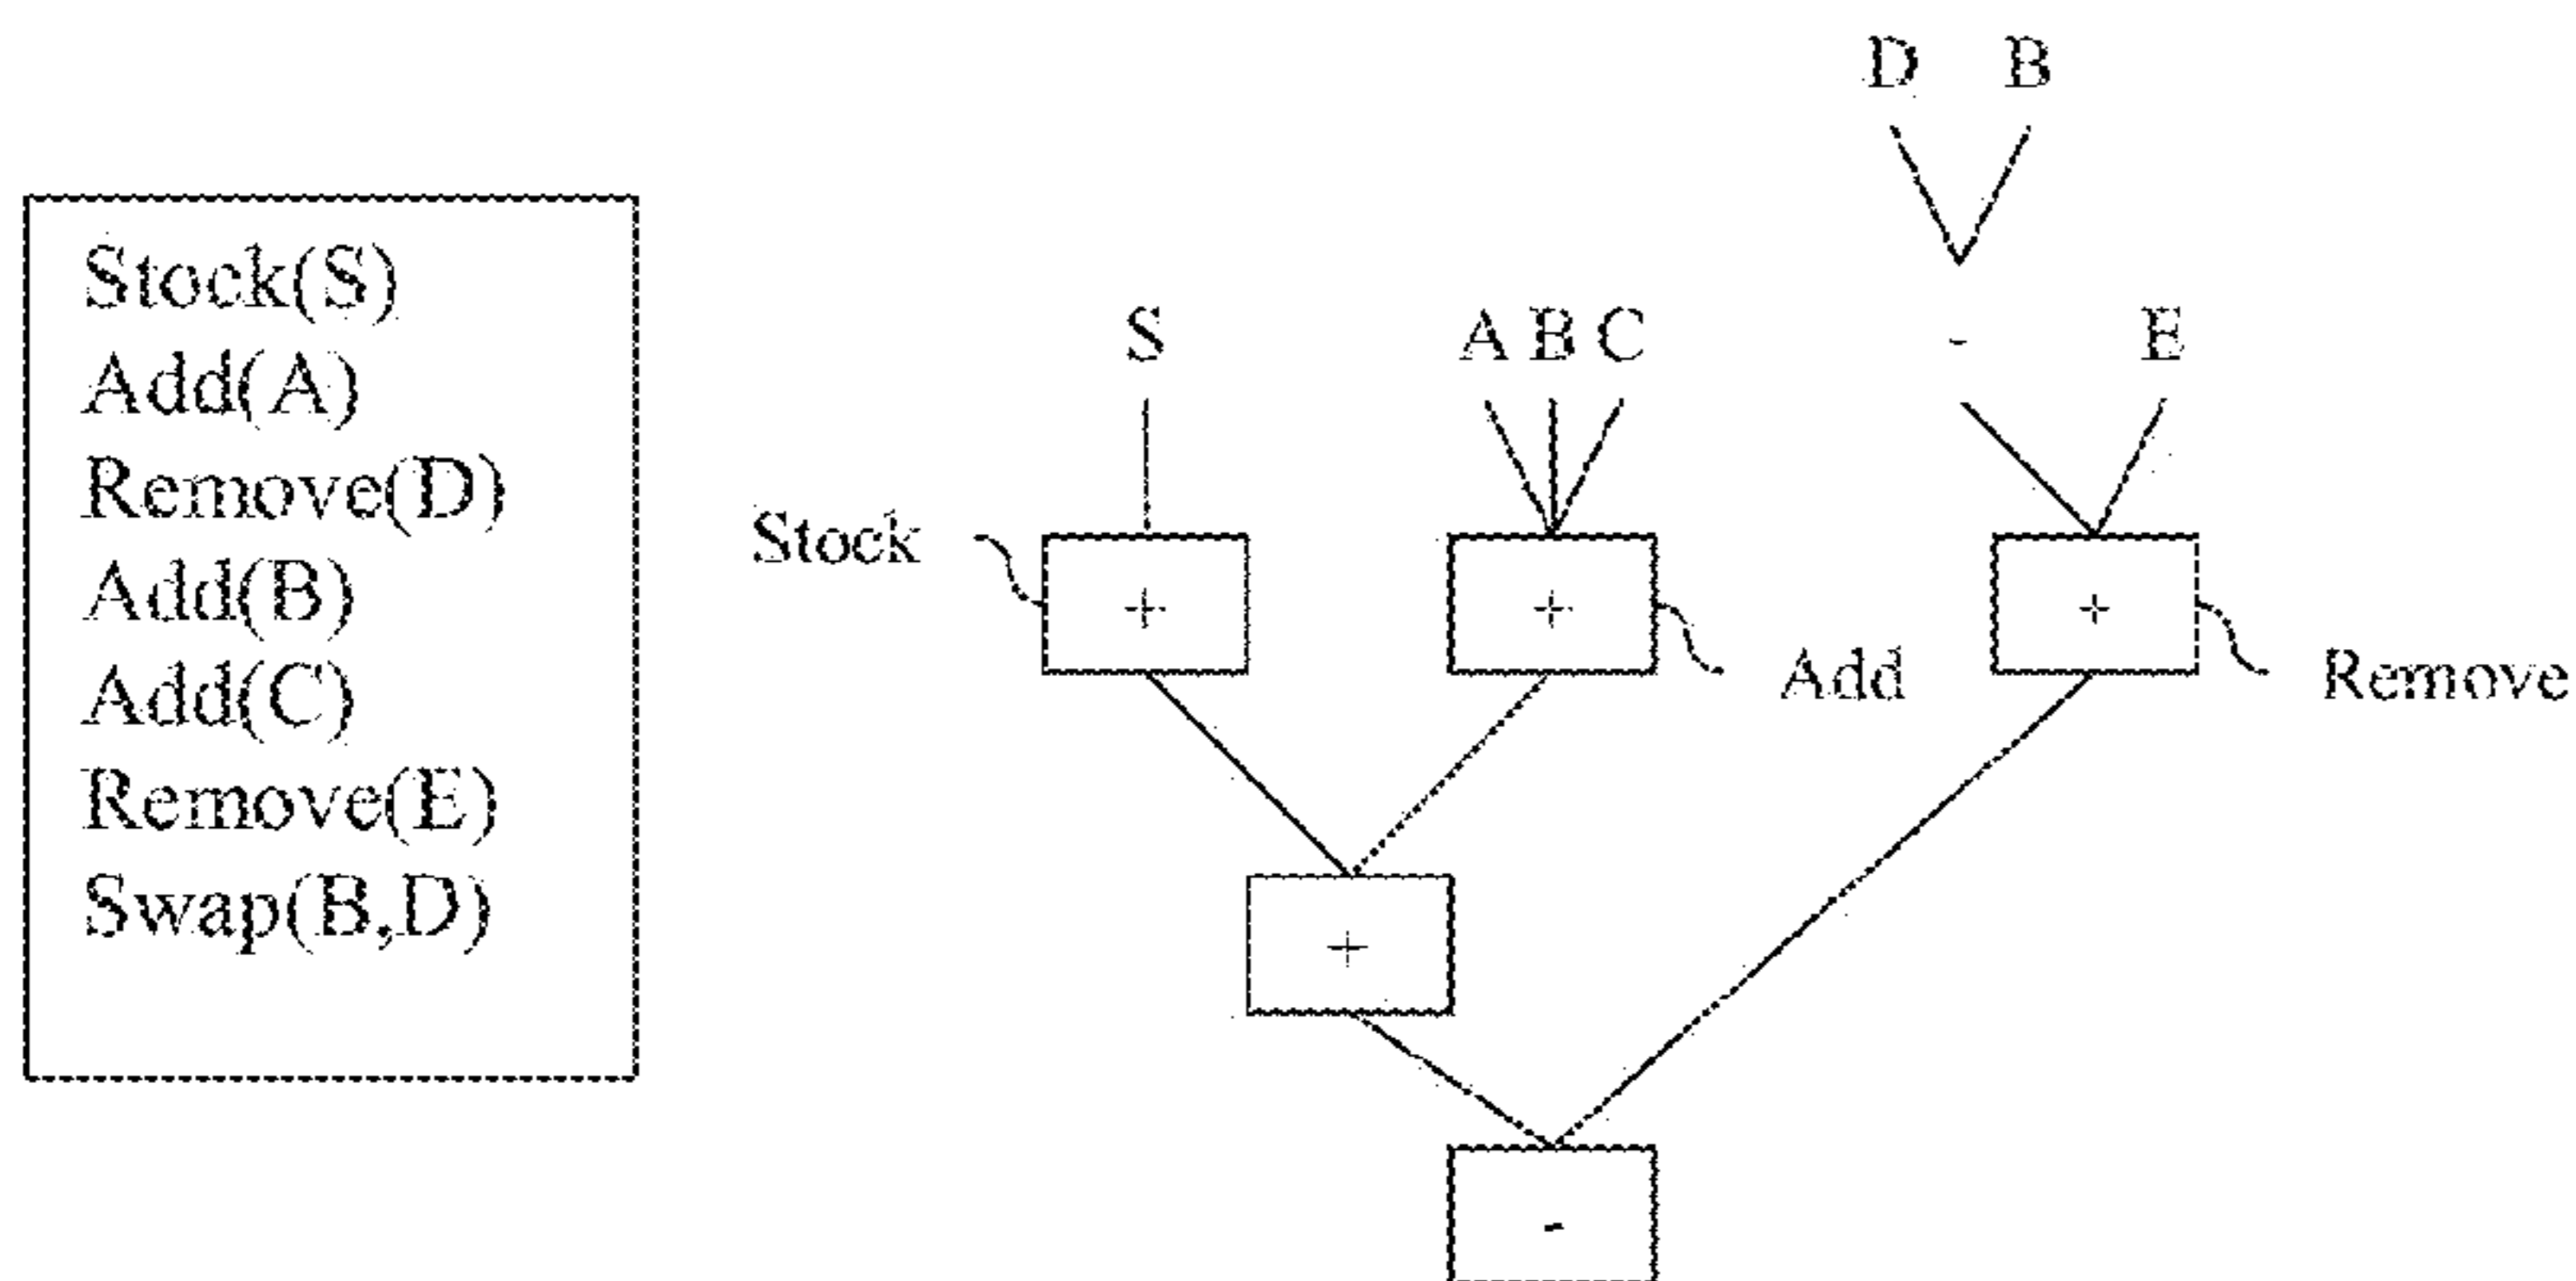 Stock(S)
Add(A)
Remove(D)
Add(B)
Add(C)
Remove(E)
Swap(B,D)
D B
S
A B C
-
E
Stock
+
+
Add
+
Remove
+
-